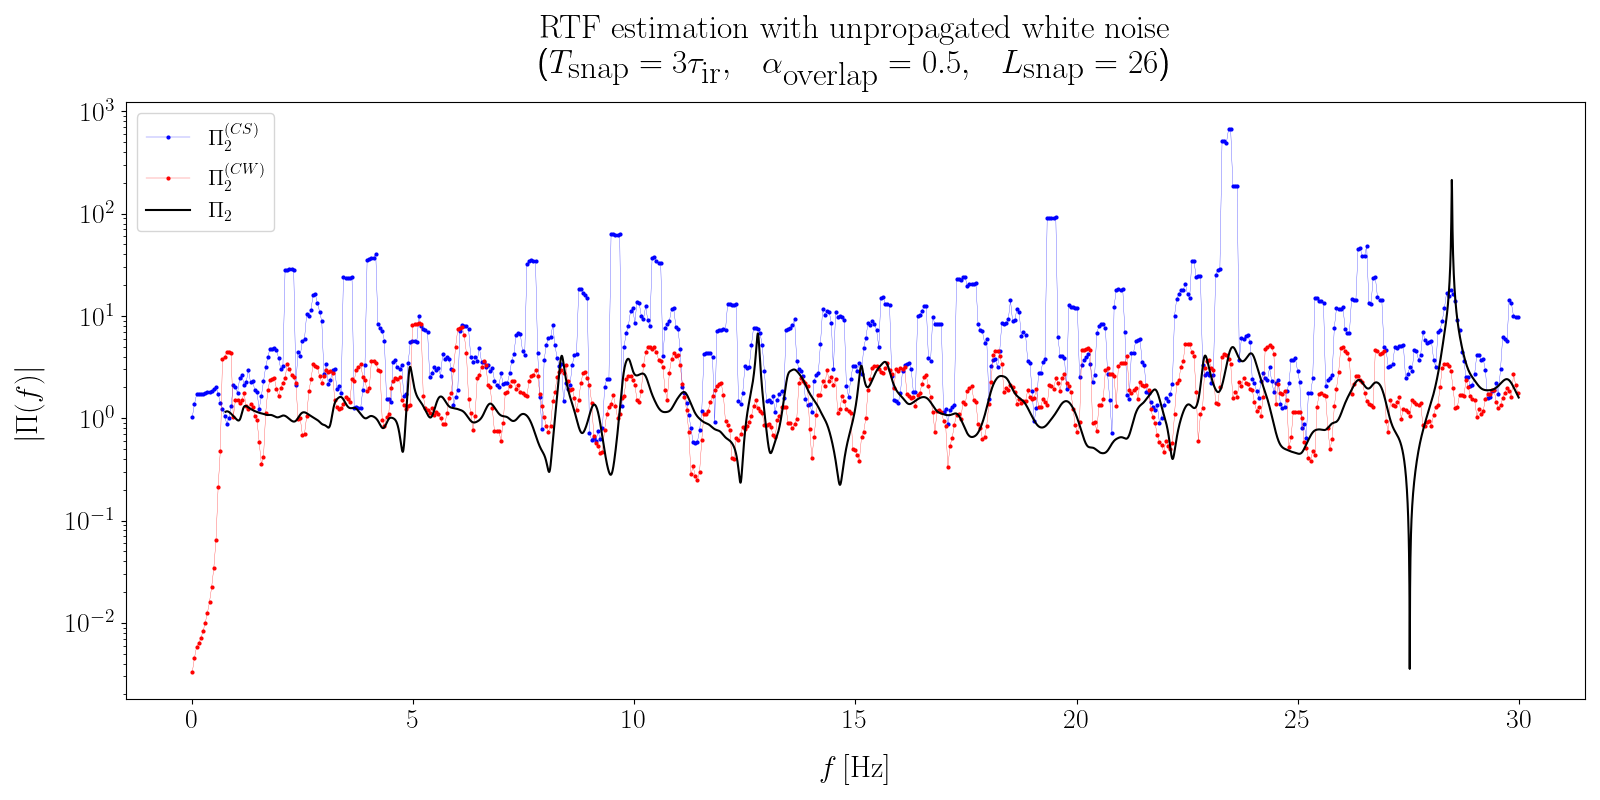 RTF estimation with unpropagated white noise
(T_snap = 3τ_ir, α_overlap = 0.5, L_snap = 26)
10^3
10^2
10^1
10^0
10^−1
10^−2
|Π(f)|
Π_2^(CS)
Π_2^(CW)
Π_2
0 5 10 15 20 25 30
f [Hz]